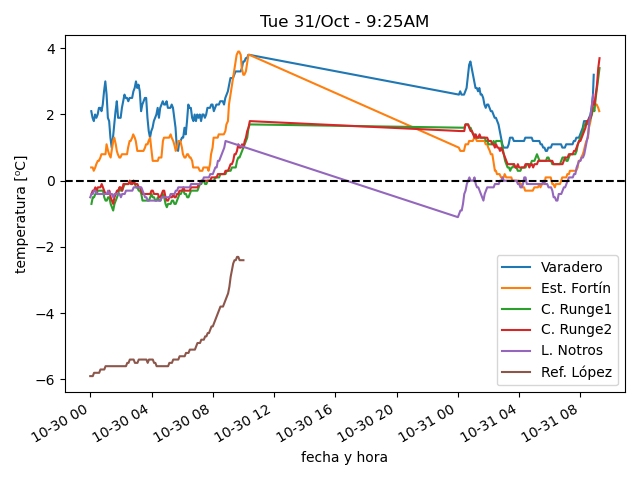 Tue 31/Oct - 9:25AM
temperatura [°C]
4
2
0
−2
−4
−6
Varadero
Est. Fortín
C. Runge1
C. Runge2
L. Notros
Ref. López
10-30 00
10-30 04
10-30 08
10-30 12
10-30 16
10-30 20
10-31 00
10-31 04
10-31 08
fecha y hora